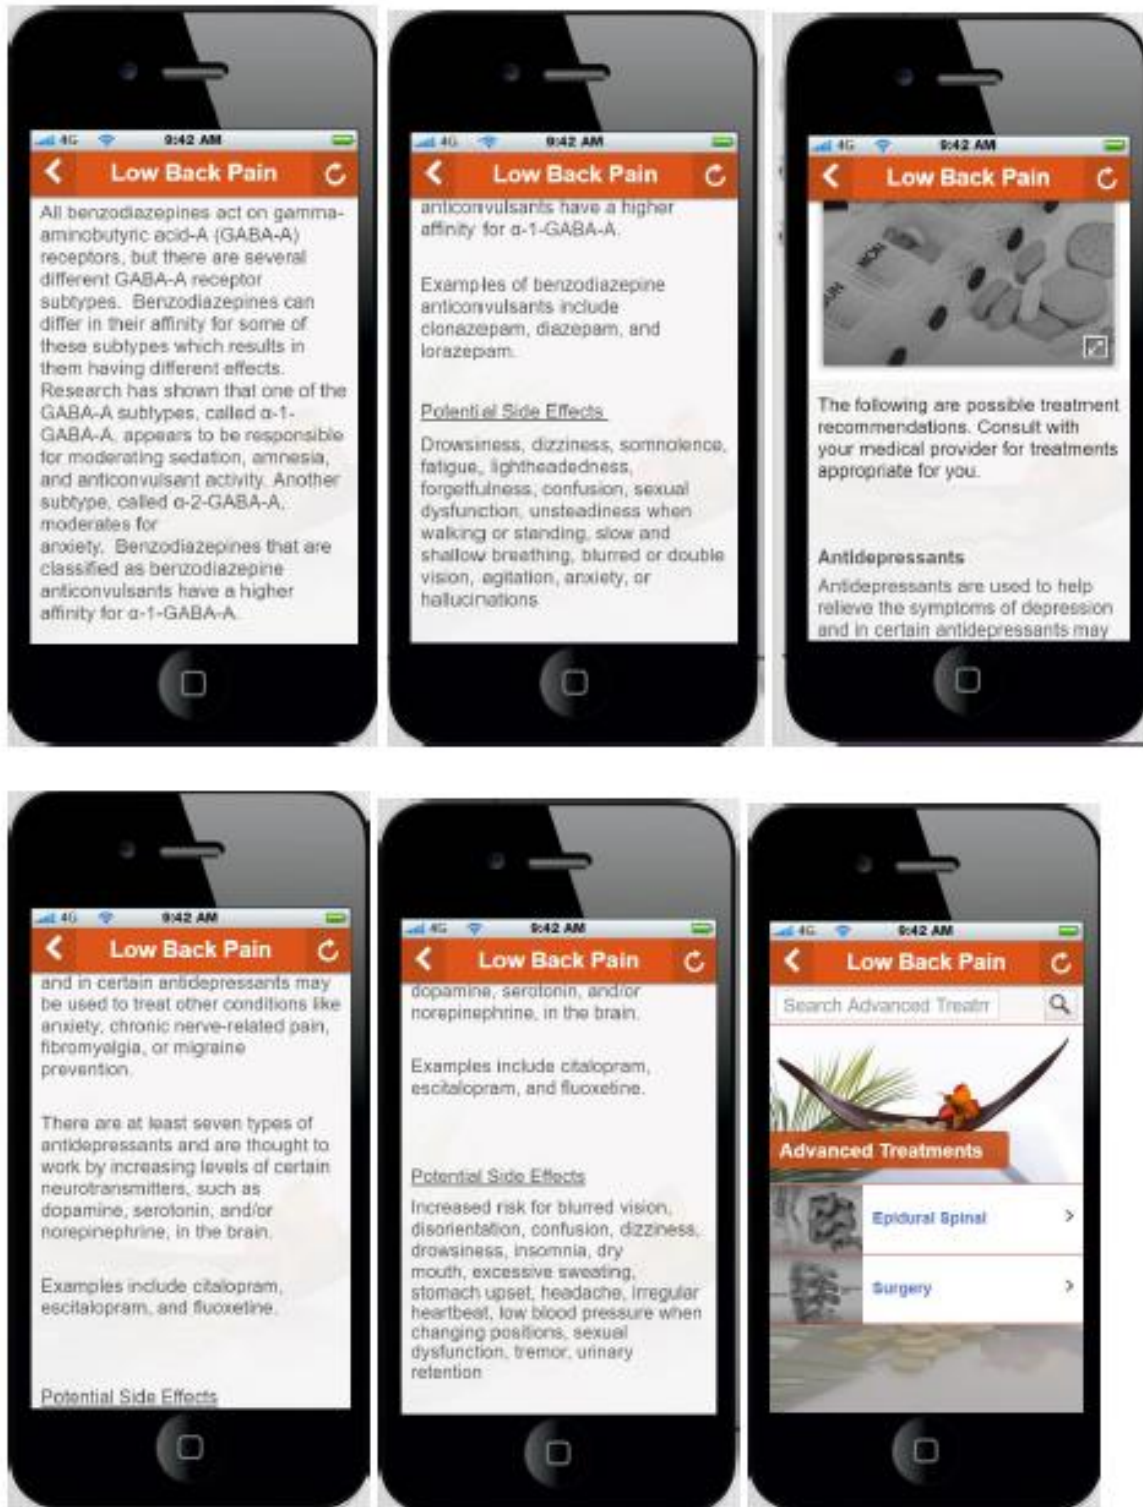 4G 9:42 AM
Low Back Pain
All benzodiazepines act on gamma-
aminobutyric acid-A (GABA-A)
receptors, but there are several
different GABA-A receptor
subtypes. Benzodiazepines can
differ in their affinity for some of
these subtypes which results in
them having different effects.
Research has shown that one of the
GABA-A subtypes, called α-1-
GABA-A, appears to be responsible
for moderating sedation, amnesia,
and anticonvulsant activity. Another
subtype, called α-2-GABA-A,
moderates for
anxiety. Benzodiazepines that are
classified as benzodiazepine
anticonvulsants have a higher
affinity for α-1-GABA-A.
4G 9:42 AM
Low Back Pain
anticonvulsants have a higher
affinity for α-1-GABA-A.
Examples of benzodiazepine
anticonvulsants include
clonazepam, diazepam, and
lorazepam.
Potential Side Effects
Drowsiness, dizziness, somnolence,
fatigue, lightheadedness,
forgetfulness, confusion, sexual
dysfunction, unsteadiness when
walking or standing, slow and
shallow breathing, blurred or double
vision, agitation, anxiety, or
hallucinations
4G 9:42 AM
Low Back Pain
MON
SUN
The following are possible treatment
recommendations. Consult with
your medical provider for treatments
appropriate for you.
Antidepressants
Antidepressants are used to help
relieve the symptoms of depression
and in certain antidepressants may
4G 9:42 AM
Low Back Pain
and in certain antidepressants may
be used to treat other conditions like
anxiety, chronic nerve-related pain,
fibromyalgia, or migraine
prevention.
There are at least seven types of
antidepressants and are thought to
work by increasing levels of certain
neurotransmitters, such as
dopamine, serotonin, and/or
norepinephrine, in the brain.
Examples include citalopram,
escitalopram, and fluoxetine.
Potential Side Effects
4G 9:42 AM
Low Back Pain
dopamine, serotonin, and/or
norepinephrine, in the brain.
Examples include citalopram,
escitalopram, and fluoxetine.
Potential Side Effects
Increased risk for blurred vision,
disorientation, confusion, dizziness,
drowsiness, insomnia, dry
mouth, excessive sweating,
stomach upset, headache, irregular
heartbeat, low blood pressure when
changing positions, sexual
dysfunction, tremor, urinary
retention
4G 9:42 AM
Low Back Pain
Search Advanced Treatm
Advanced Treatments
Epidural Spinal
Surgery